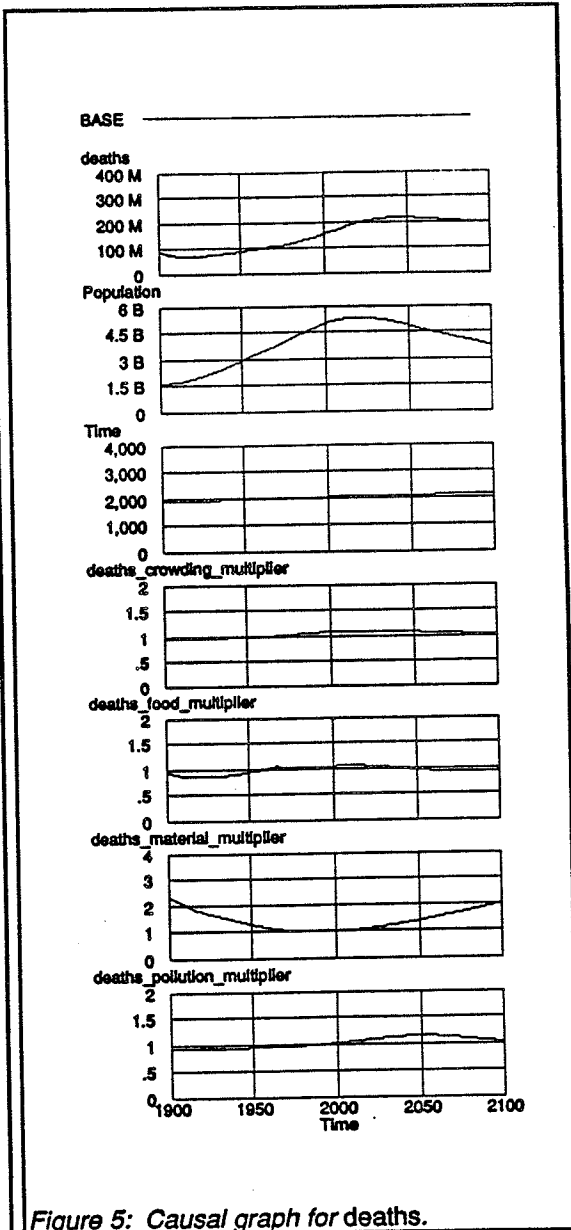 BASE
deaths
400 M
300 M
200 M
100 M
0
Population
6 B
4.5 B
3 B
1.5 B
0
Time
4,000
3,000
2,000
1,000
0
deaths_crowding_multiplier
2
1.5
1
.5
0
deaths_food_multiplier
2
1.5
1
.5
0
deaths_material_multiplier
4
3
2
1
0
deaths_pollution_multiplier
2
1.5
1
.5
0
1900 1950 2000 2050 2100
Time
Figure 5: Causal graph for deaths.